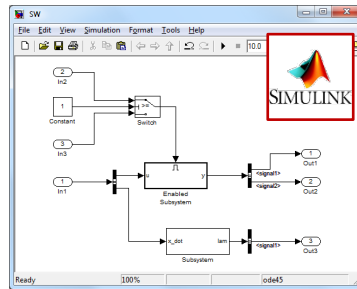 SW
File Edit View Simulation Format Tools Help
10.0
SIMULINK
2
In2
1
Constant
>=
Switch
3
In3
1
In1
u
y
Enabled
Subsystem
<signal1>
1
Out1
<signal2>
2
Out2
x_dot
lam
Subsystem
<signal1>
3
Out3
Ready 100% ode45